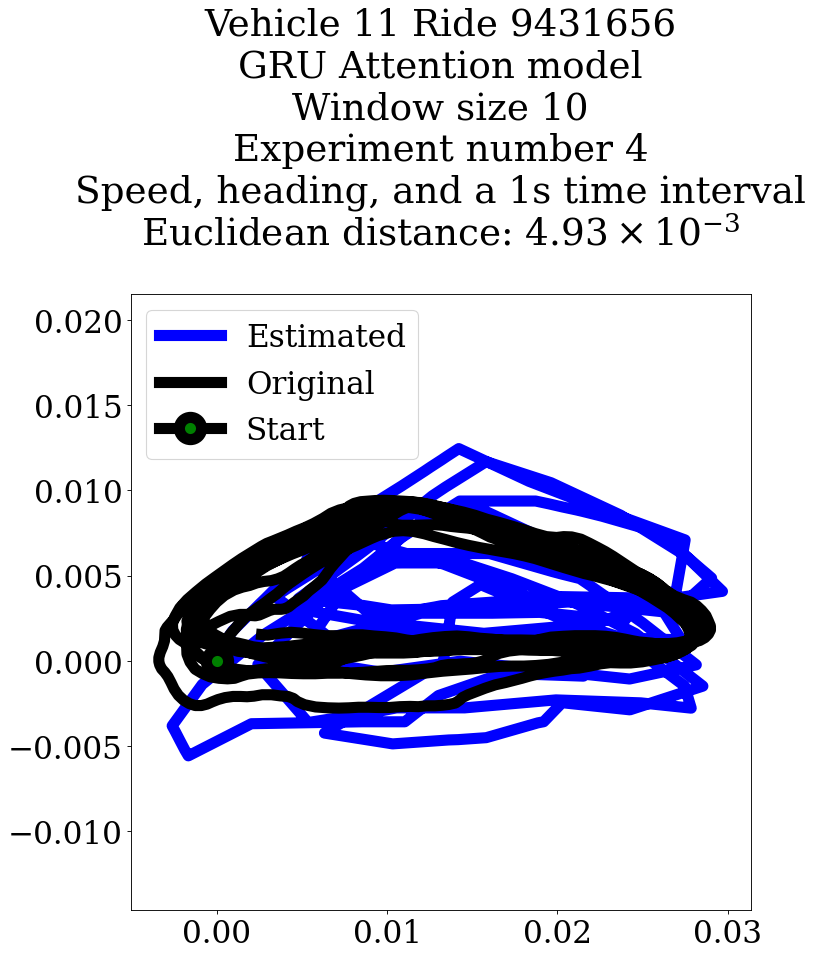 Vehicle 11 Ride 9431656
GRU Attention model
Window size 10
Experiment number 4
Speed, heading, and a 1s time interval
Euclidean distance: 4.93 × 10⁻³
Estimated
Original
Start
0.020
0.015
0.010
0.005
0.000
−0.005
−0.010
0.00 0.01 0.02 0.03